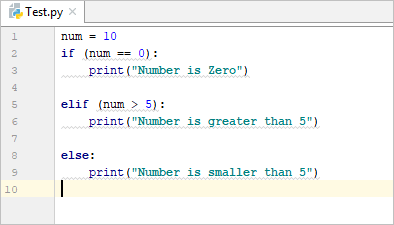 Test.py
1 num = 10
2 if (num == 0):
3     print("Number is Zero")
4
5 elif (num > 5):
6     print("Number is greater than 5")
7
8 else:
9     print("Number is smaller than 5")
10